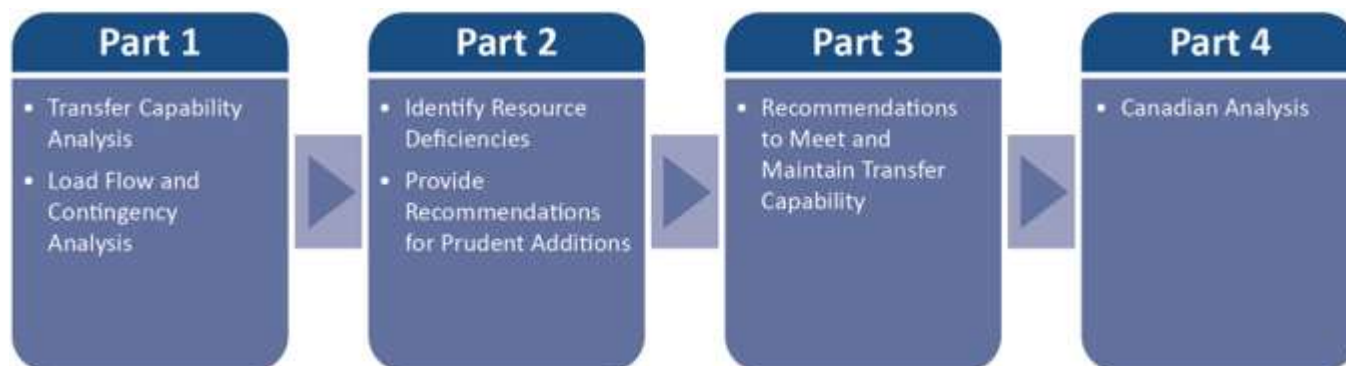 Part 1
• Transfer Capability
Analysis
• Load Flow and
Contingency
Analysis
Part 2
• Identify Resource
Deficiencies
• Provide
Recommendations
for Prudent Additions
Part 3
• Recommendations
to Meet and
Maintain Transfer
Capability
Part 4
• Canadian Analysis